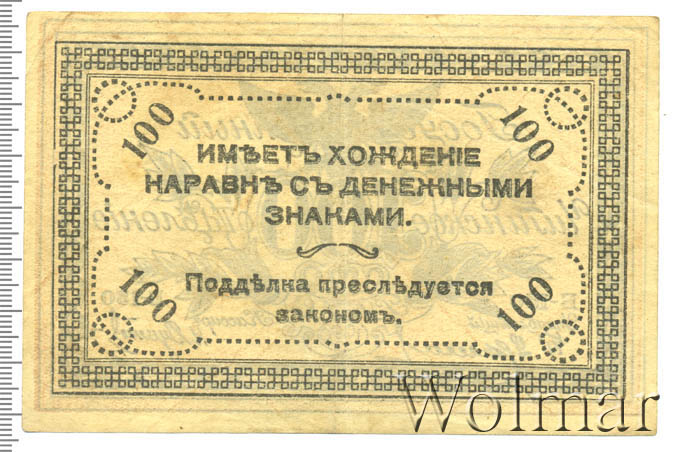 100 100
ИМѢЕТЪ ХОЖДЕНІЕ
НАРАВНѢ СЪ ДЕНЕЖНЫМИ
ЗНАКАМИ.
Поддѣлка преслѣдуется
закономъ.
100 100
Wolmar